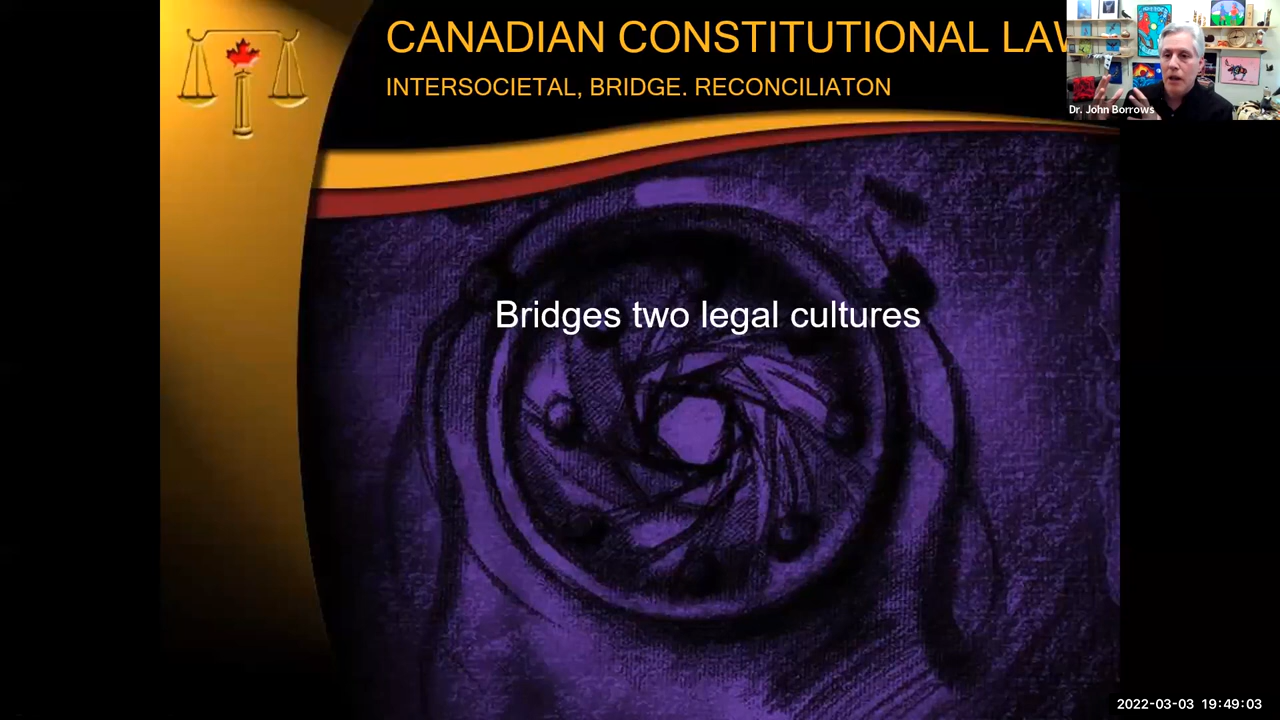 CANADIAN CONSTITUTIONAL LAW
INTERSOCIETAL, BRIDGE. RECONCILIATON
Dr. John Borrows
Bridges two legal cultures
2022-03-03 19:49:03